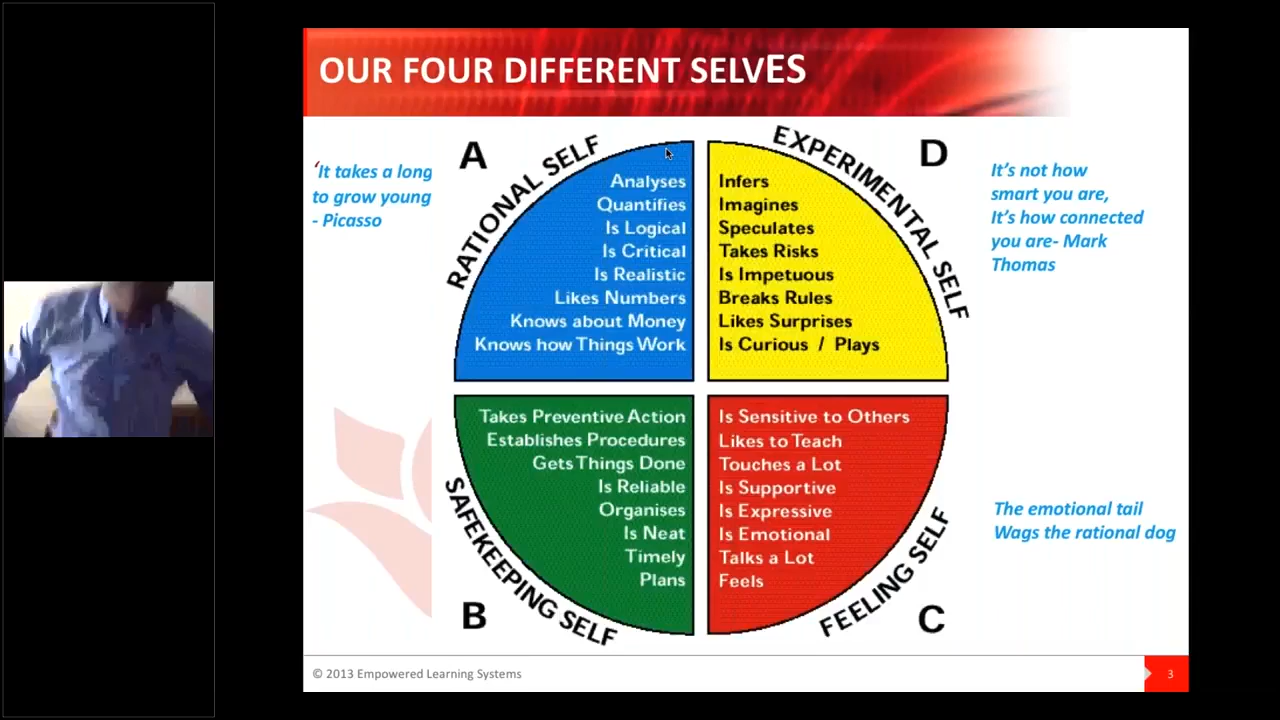 OUR FOUR DIFFERENT SELVES
‘It takes a long
to grow young
- Picasso
A
RATIONAL SELF
Analyses
Quantifies
Is Logical
Is Critical
Is Realistic
Likes Numbers
Knows about Money
Knows how Things Work
D
EXPERIMENTAL SELF
Infers
Imagines
Speculates
Takes Risks
Is Impetuous
Breaks Rules
Likes Surprises
Is Curious / Plays
It’s not how
smart you are,
It’s how connected
you are- Mark
Thomas
B
SAFEKEEPING SELF
Takes Preventive Action
Establishes Procedures
Gets Things Done
Is Reliable
Organises
Is Neat
Timely
Plans
C
FEELING SELF
Is Sensitive to Others
Likes to Teach
Touches a Lot
Is Supportive
Is Expressive
Is Emotional
Talks a Lot
Feels
The emotional tail
Wags the rational dog
© 2013 Empowered Learning Systems
3